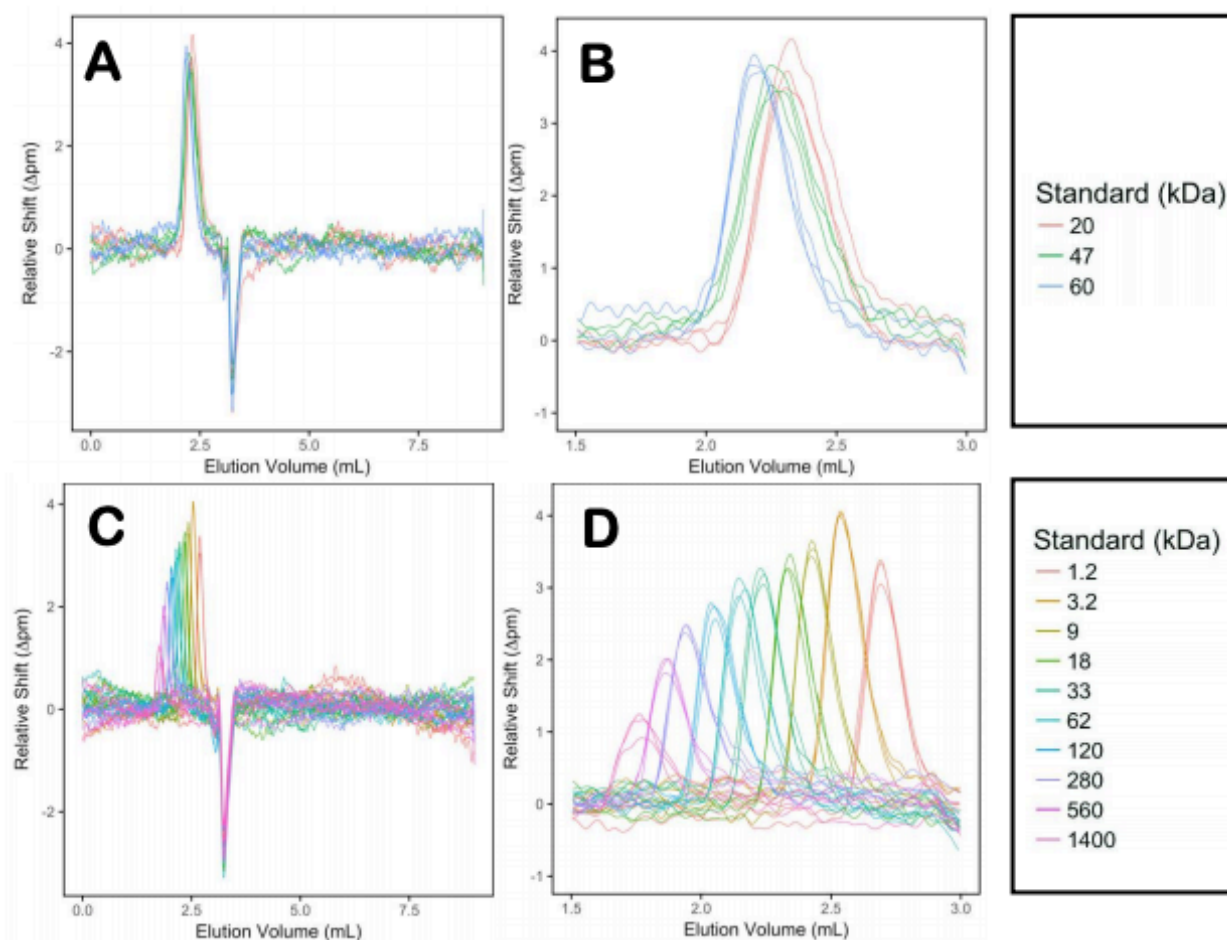 A
4
2
0
-2
Relative Shift (Δpm)
0.0 2.5 5.0 7.5
Elution Volume (mL)
B
4
3
2
1
0
-1
Relative Shift (Δpm)
1.5 2.0 2.5 3.0
Elution Volume (mL)
Standard (kDa)
20
47
60
C
4
2
0
-2
Relative Shift (Δpm)
0.0 2.5 5.0 7.5
Elution Volume (mL)
D
4
3
2
1
0
-1
Relative Shift (Δpm)
1.5 2.0 2.5 3.0
Elution Volume (mL)
Standard (kDa)
1.2
3.2
9
18
33
62
120
280
560
1400